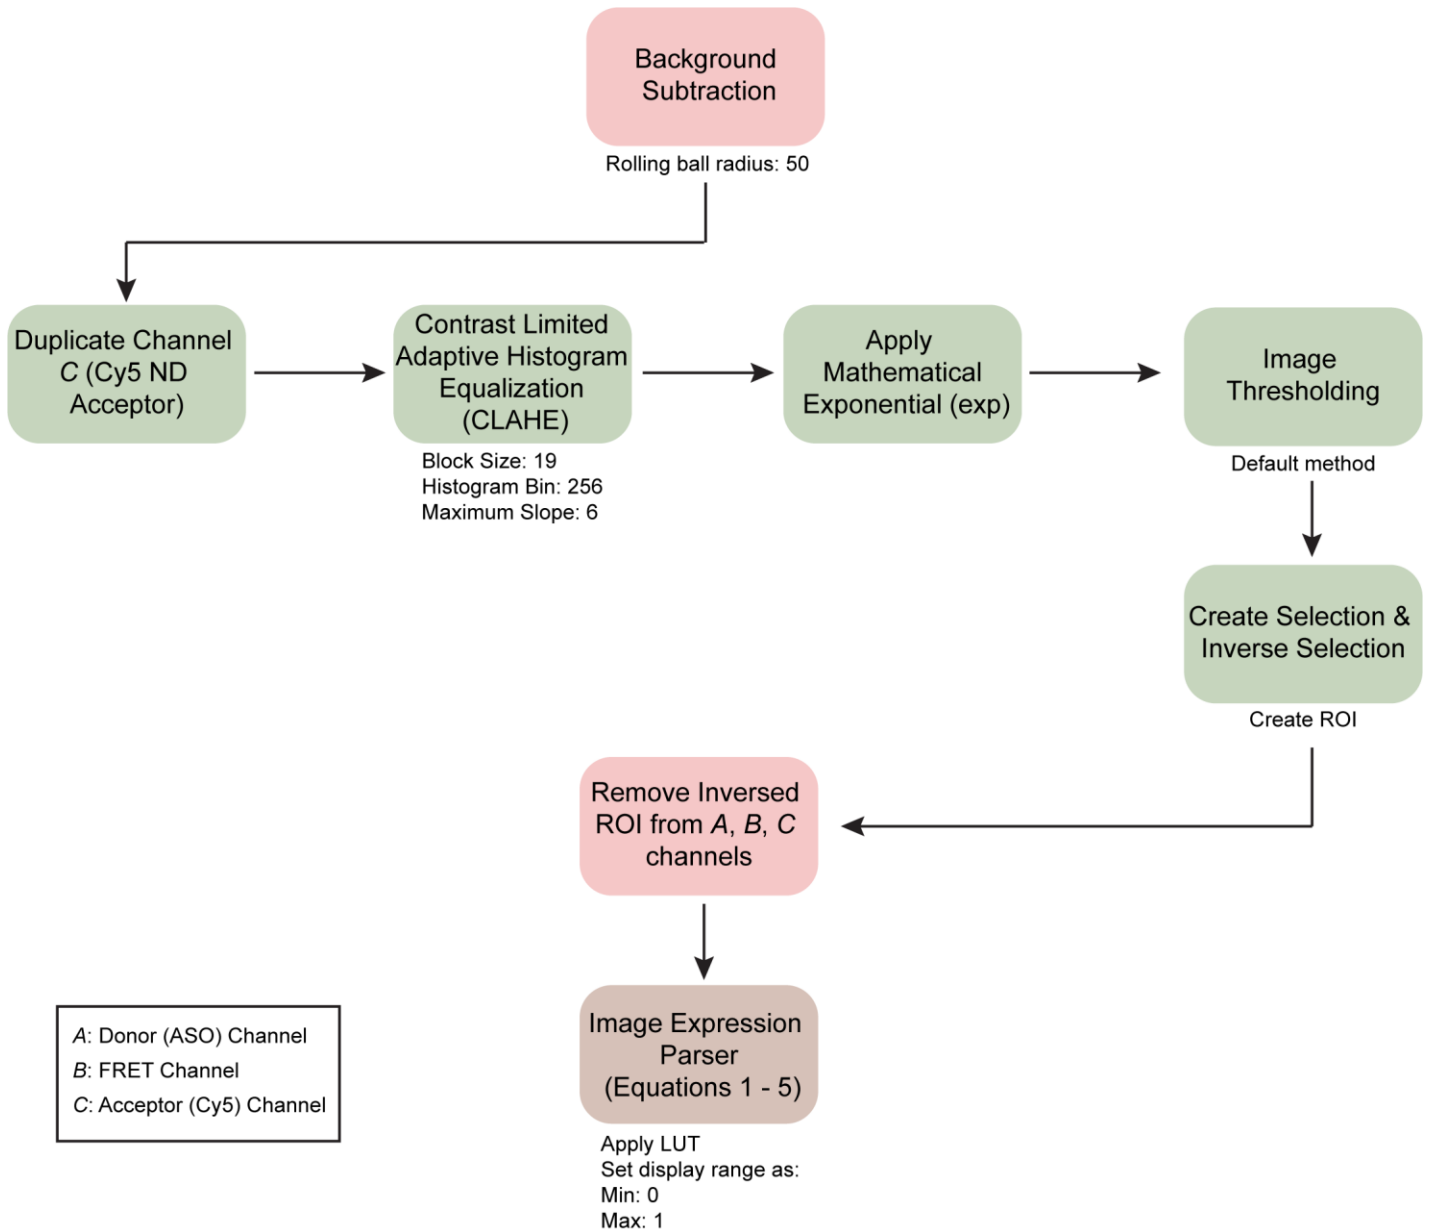 Background
Subtraction
Rolling ball radius: 50
Duplicate Channel
C (Cy5 ND
Acceptor)
Contrast Limited
Adaptive Histogram
Equalization
(CLAHE)
Block Size: 19
Histogram Bin: 256
Maximum Slope: 6
Apply
Mathematical
Exponential (exp)
Image
Thresholding
Default method
Create Selection &
Inverse Selection
Create ROI
Remove Inversed
ROI from A, B, C
channels
Image Expression
Parser
(Equations 1 - 5)
Apply LUT
Set display range as:
Min: 0
Max: 1
A: Donor (ASO) Channel
B: FRET Channel
C: Acceptor (Cy5) Channel